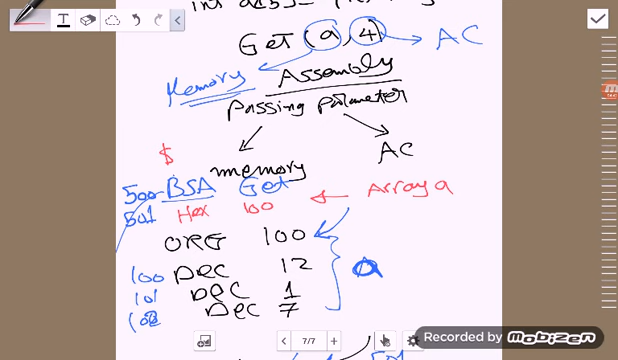 Get (a, 4) → AC
Memory Assembly
Passing parameter
$ memory AC
500 BSA Get
501 Hex 100 ← Array a
ORG 100
100 DEC 12 a
101 DEC 1
102 DEC 7
7/7
Recorded by
MOBIZEN